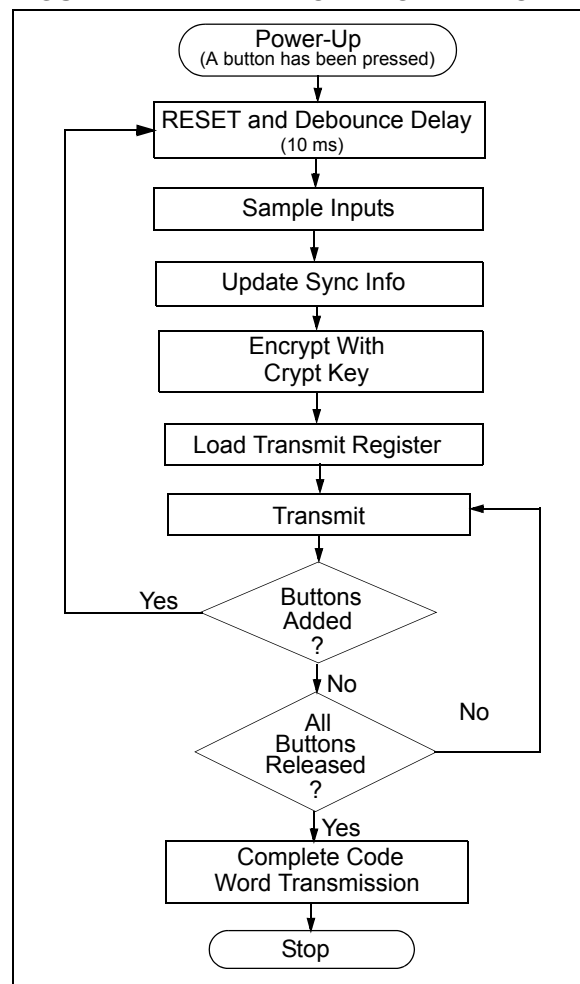 Power-Up
(A button has been pressed)
RESET and Debounce Delay
(10 ms)
Sample Inputs
Update Sync Info
Encrypt With
Crypt Key
Load Transmit Register
Transmit
Yes
Buttons
Added
?
No
No
All
Buttons
Released
?
Yes
Complete Code
Word Transmission
Stop